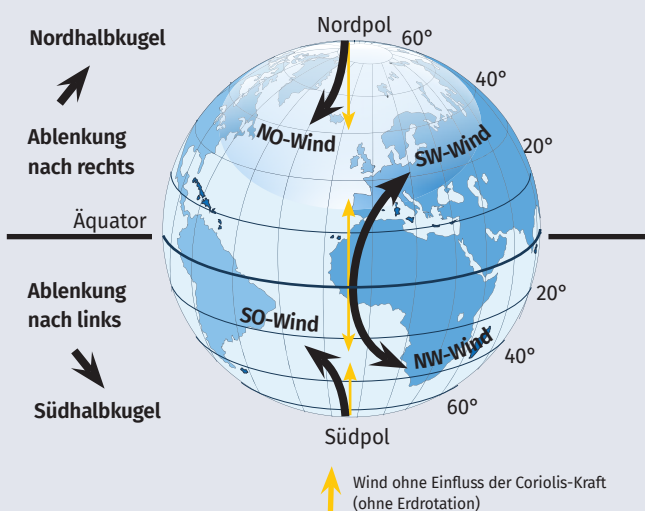 Nordpol
Nordhalbkugel
60°
40°
NO-Wind
SW-Wind
Ablenkung
nach rechts
20°
Äquator
Ablenkung
nach links
20°
SO-Wind
NW-Wind
40°
Südhalbkugel
60°
Südpol
Wind ohne Einfluss der Coriolis-Kraft
(ohne Erdrotation)